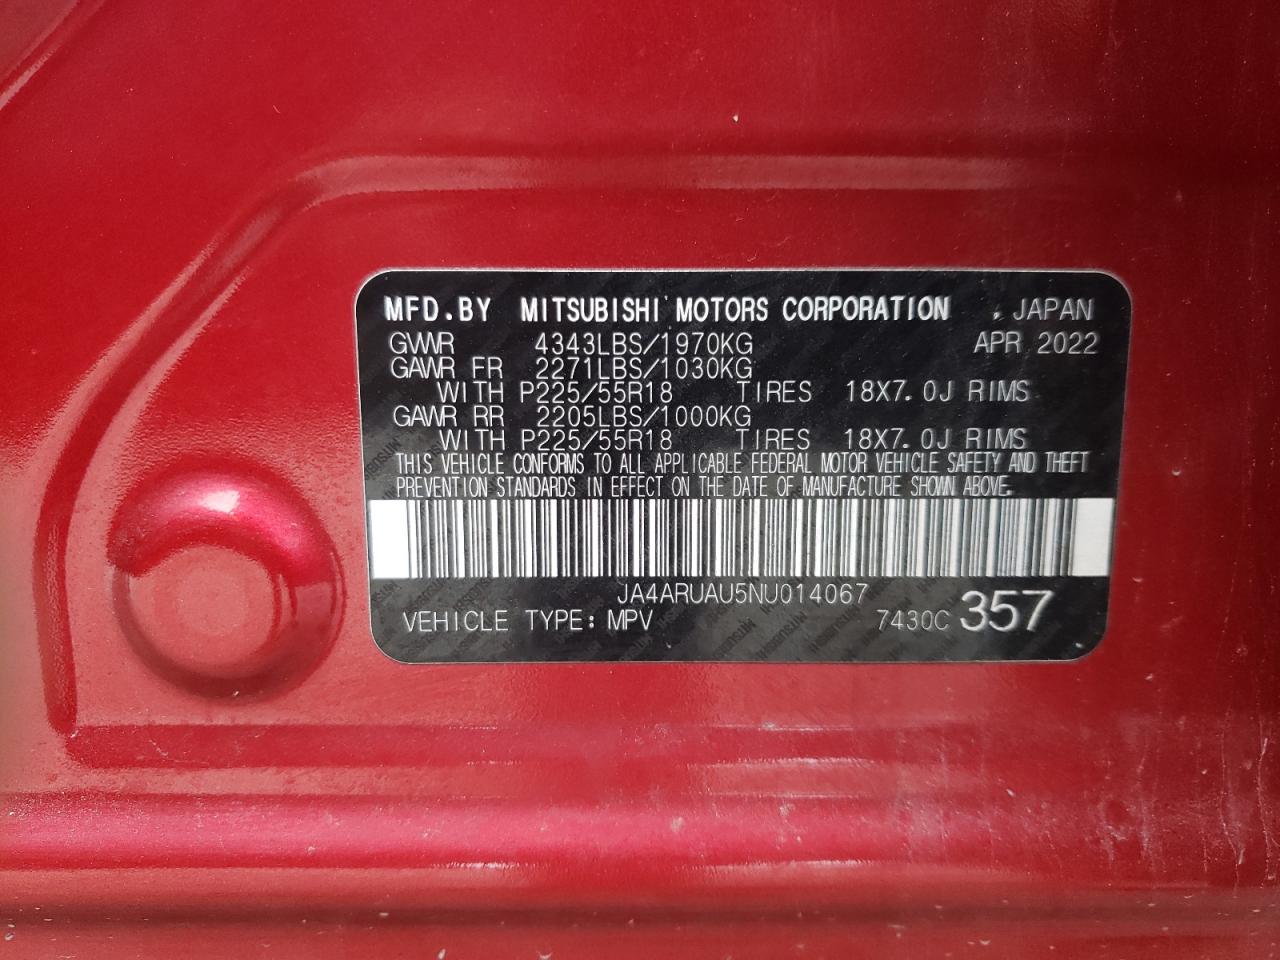 MFD.BY MITSUBISHI MOTORS CORPORATION , JAPAN
GVWR 4343LBS/1970KG APR 2022
GAWR FR 2271LBS/1030KG
WITH P225/55R18 TIRES 18X7.0J RIMS
GAWR RR 2205LBS/1000KG
WITH P225/55R18 TIRES 18X7.0J RIMS
THIS VEHICLE CONFORMS TO ALL APPLICABLE FEDERAL MOTOR VEHICLE SAFETY AND THEFT
PREVENTION STANDARDS IN EFFECT ON THE DATE OF MANUFACTURE SHOWN ABOVE.
JA4ARUAU5NU014067
VEHICLE TYPE: MPV 7430C 357